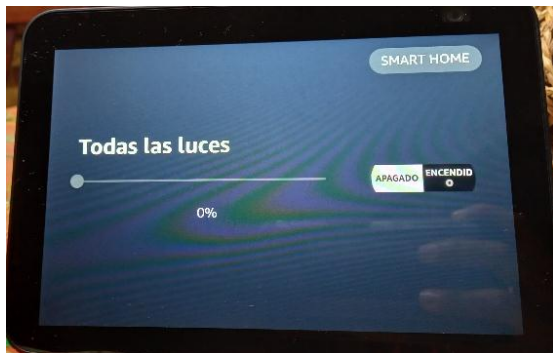 SMART HOME
Todas las luces
APAGADO
ENCENDID
O
0%